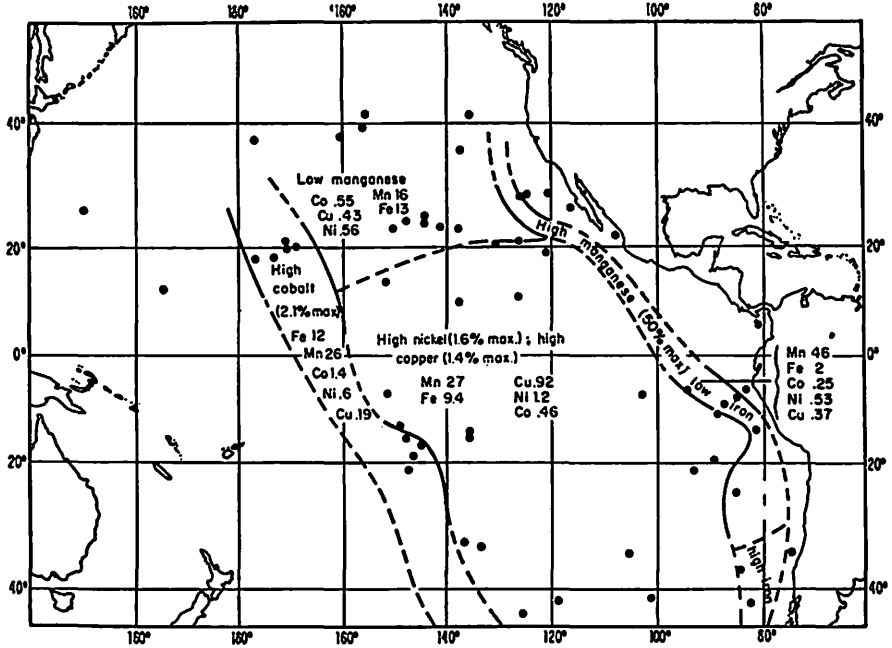 160° 180° 160° 140° 120° 100° 80°
40° 40°
Low manganese
Co .55 Mn 16
Cu .43 Fe 13
Ni .56
20° 20°
High
cobalt
(2.1% max)
Fe 12
Mn 26
Co 1.4
Ni .6
Cu .19
High manganese (50% max) low iron
High nickel (1.6% max.) ; high
copper (1.4% max.)
Mn 27 Cu .92
Fe 9.4 Ni 1.2
Co .46
0° 0°
Mn 46
Fe 2
Co .25
Ni .53
Cu .37
20° 20°
high iron
40° 40°
160° 180° 160° 140° 120° 100° 80°